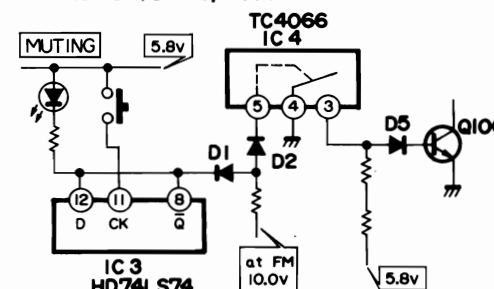 TC4066
IC 4
MUTING
5.8v
5
4
3
D5
Q10
D1
D2
12
11
8
D
CK
Q̅
at FM
10.0v
5.8v
IC 3
HD74LS74